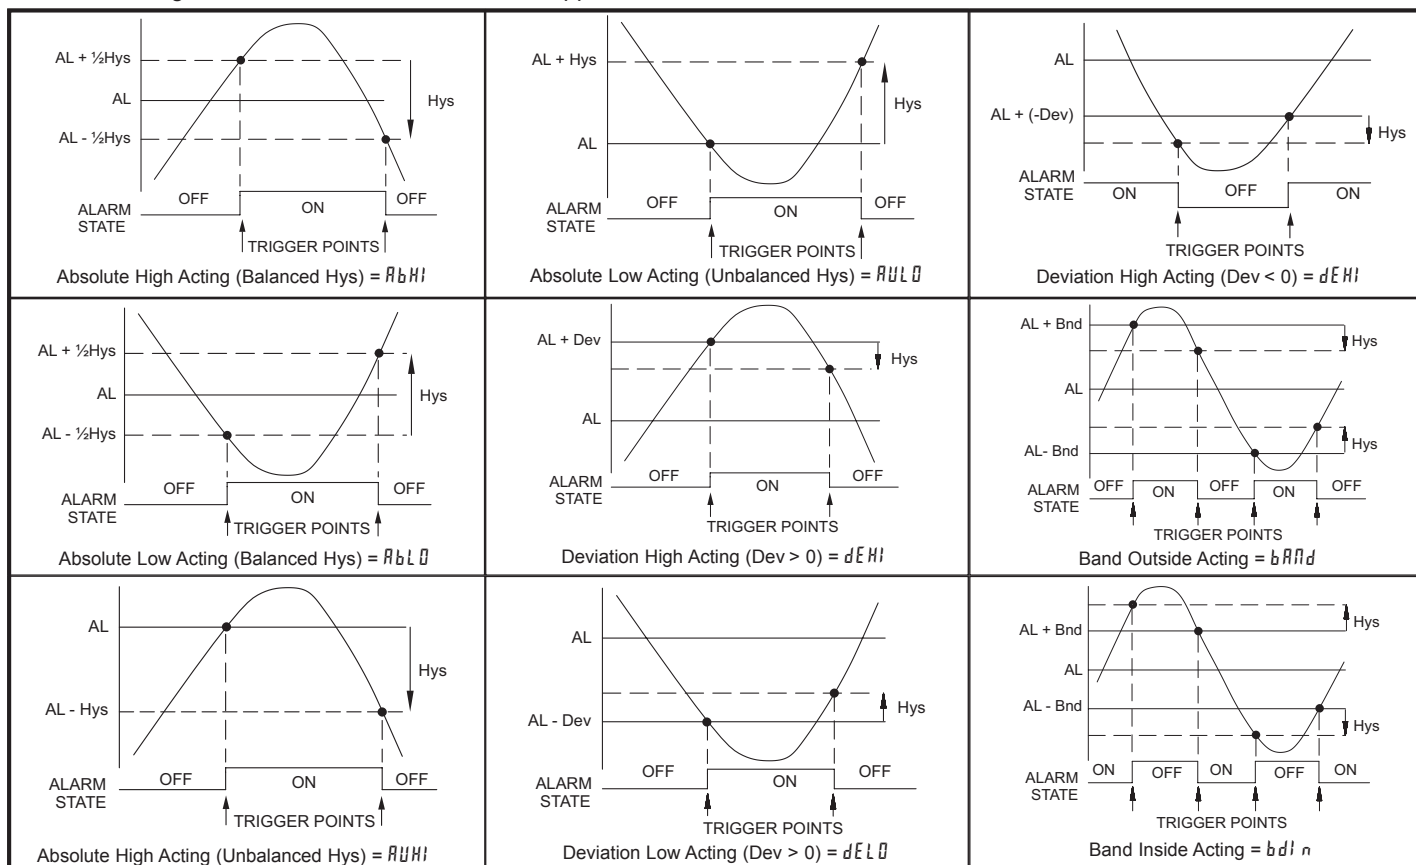 AL + ½Hys
AL
AL - ½Hys
Hys
OFF
ON
OFF
ALARM
STATE
TRIGGER POINTS
Absolute High Acting (Balanced Hys) = AbHI
AL + Hys
AL
Hys
OFF
ON
OFF
ALARM
STATE
TRIGGER POINTS
Absolute Low Acting (Unbalanced Hys) = AULO
AL
AL + (-Dev)
Hys
ALARM
STATE
ON
OFF
ON
TRIGGER POINTS
Deviation High Acting (Dev < 0) = dEHI
AL + ½Hys
AL
AL - ½Hys
Hys
OFF
ON
OFF
ALARM
STATE
TRIGGER POINTS
Absolute Low Acting (Balanced Hys) = AbLO
AL + Dev
Hys
AL
OFF
ON
OFF
ALARM
STATE
TRIGGER POINTS
Deviation High Acting (Dev > 0) = dEHI
AL + Bnd
Hys
AL
Hys
AL- Bnd
ALARM
STATE
OFF
ON
OFF
ON
OFF
TRIGGER POINTS
Band Outside Acting = bANd
AL
Hys
AL - Hys
OFF
ON
OFF
ALARM
STATE
TRIGGER POINTS
Absolute High Acting (Unbalanced Hys) = AUHI
AL
Hys
AL - Dev
OFF
ON
OFF
ALARM
STATE
TRIGGER POINTS
Deviation Low Acting (Dev > 0) = dELO
Hys
AL + Bnd
AL
AL - Bnd
Hys
ALARM
STATE
ON
OFF
ON
OFF
ON
TRIGGER POINTS
Band Inside Acting = bdIn